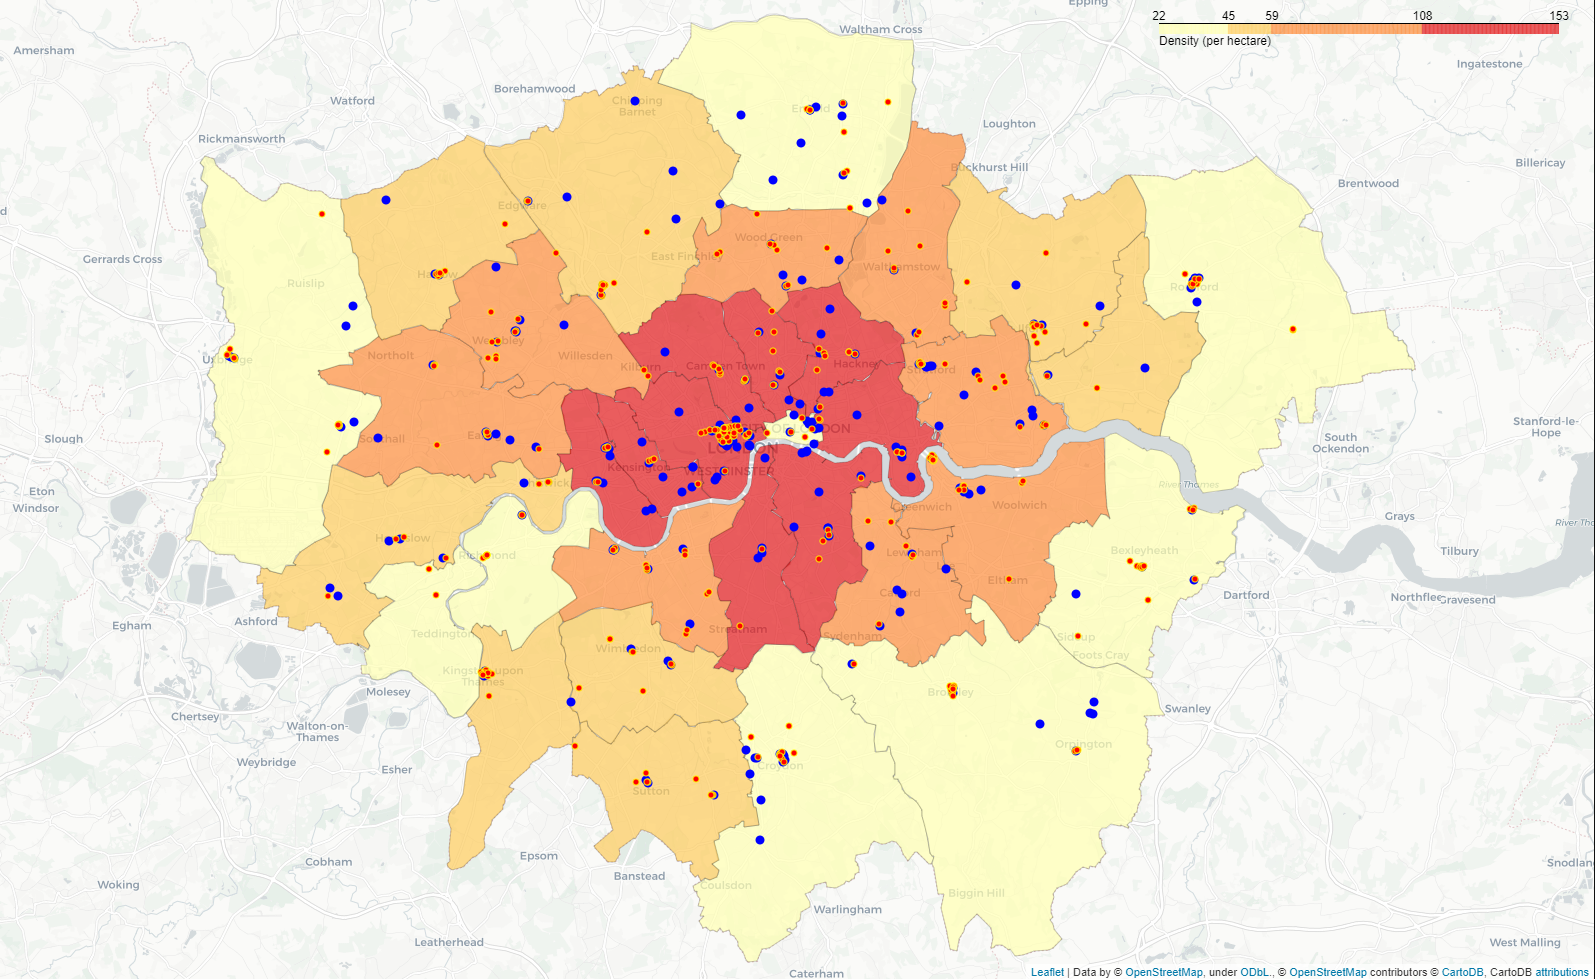 Epping
22 45 59 108 153
Waltham Cross
Density (per hectare)
Amersham
Ingatestone
Borehamwood
Watford
Chipping
Barnet
Enfield
Loughton
Rickmansworth
Buckhurst Hill
Billericay
Brentwood
Edgware
Wood Green
East Finchley
Gerrards Cross
Walthamstow
Harrow
Ruislip
Romford
Wembley
Northolt
Willesden
Uxbridge
Kilburn
Camden Town
Hackney
Stratford
Stanford-le-
Hope
Slough
Southall
Ealing
CITY OF LONDON
LONDON
South
Ockendon
Kensington
WESTMINSTER
Eton
Windsor
River Thames
Greenwich
Woolwich
Grays
River Tha
Hounslow
Richmond
Lewisham
Bexleyheath
Tilbury
Eltham
Catford
Dartford
Northfleet
Gravesend
Egham
Ashford
Teddington
Streatham
Sydenham
Sidcup
Foots Cray
Wimbledon
Kingston upon
Thames
Molesey
Bromley
Swanley
Chertsey
Walton-on-
Thames
Orpington
Weybridge
Esher
Croydon
Sutton
Epsom
Cobham
Banstead
Snodlan
Woking
Coulsdon
Biggin Hill
Warlingham
Leatherhead
West Malling
Caterham
Leaflet | Data by © OpenStreetMap, under ODbL., © OpenStreetMap contributors © CartoDB, CartoDB attributions